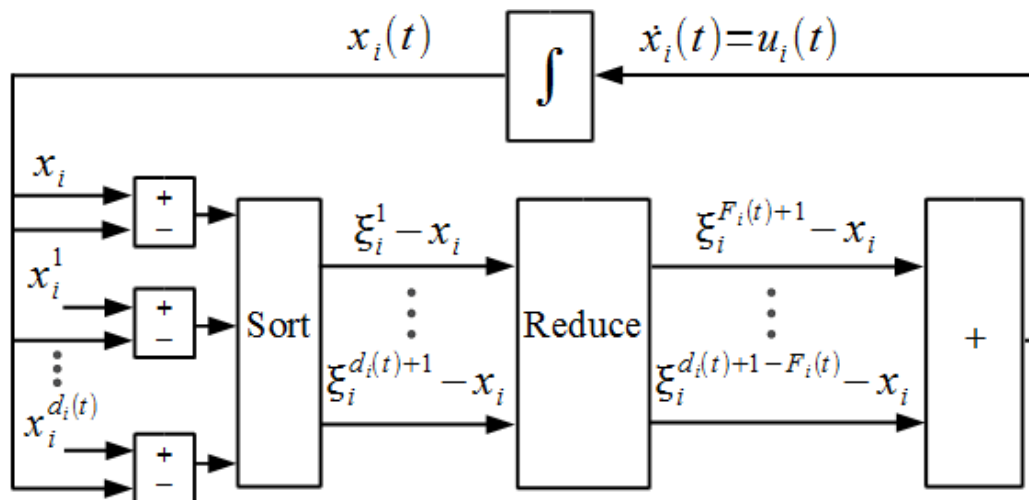 x_i(t) ∫ ẋ_i(t)=u_i(t)
x_i + −
ξ_i^1 − x_i ξ_i^{F_i(t)+1} − x_i
x_i^1 + −
⋮ Sort ⋮ Reduce ⋮ +
ξ_i^{d_i(t)+1} − x_i ξ_i^{d_i(t)+1−F_i(t)} − x_i
x_i^{d_i(t)} + −